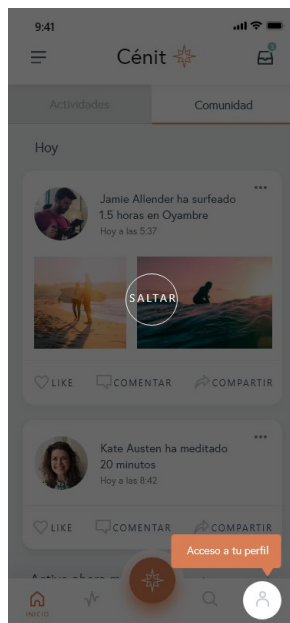 9:41
Cénit
Actividades
Comunidad
Hoy
Jamie Allender ha surfeado
1.5 horas en Oyambre
Hoy a las 5:37
SALTAR
LIKE
COMENTAR
COMPARTIR
Kate Austen ha meditado
20 minutos
Hoy a las 8:42
LIKE
COMENTAR
COMPARTIR
Acceso a tu perfil
INICIO